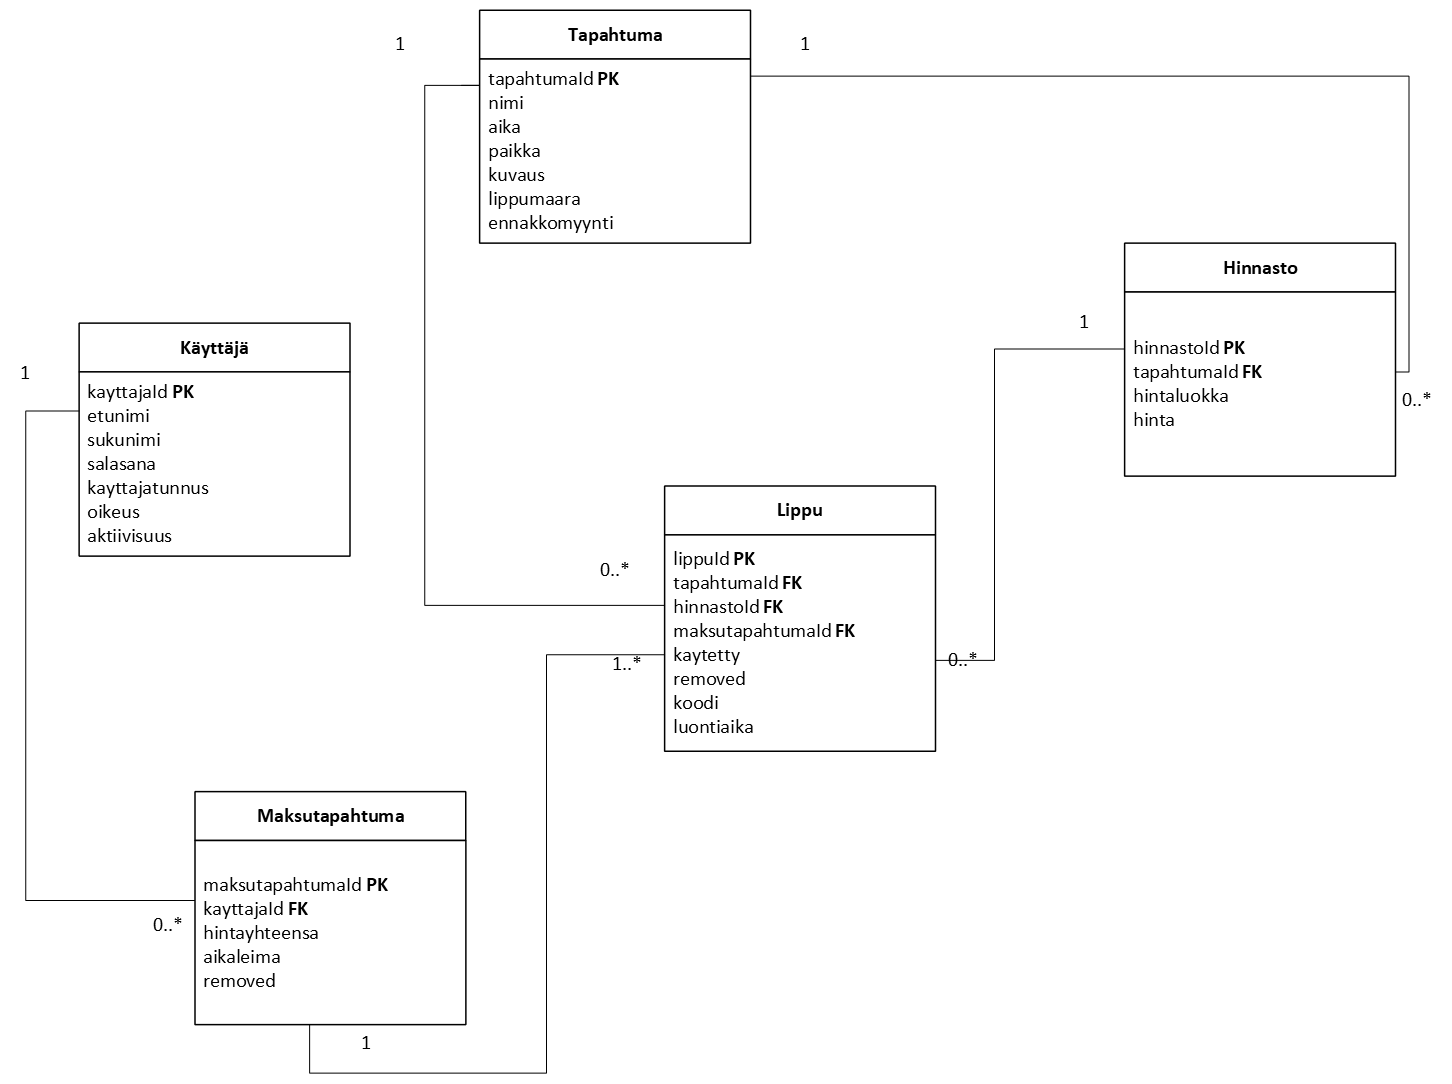 1
Tapahtuma
1
tapahtumaId PK
nimi
aika
paikka
kuvaus
lippumaara
ennakkomyynti
Hinnasto
1
hinnastoId PK
tapahtumaId FK
hintaluokka
hinta
0..*
1
Käyttäjä
kayttajaId PK
etunimi
sukunimi
salasana
kayttajatunnus
oikeus
aktiivisuus
Lippu
0..*
lippuId PK
tapahtumaId FK
hinnastoId FK
maksutapahtumaId FK
kaytetty
removed
koodi
luontiaika
1..*
0..*
Maksutapahtuma
maksutapahtumaId PK
kayttajaId FK
hintayhteensa
aikaleima
removed
0..*
1